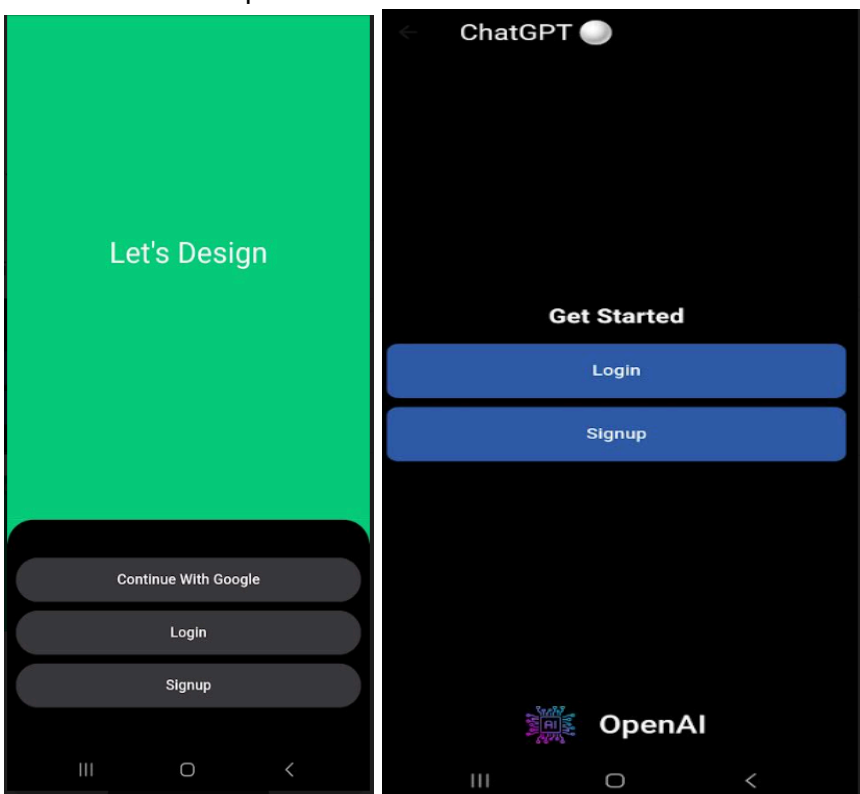 Let's Design
Continue With Google
Login
Signup
ChatGPT
Get Started
Login
Signup
AI
OpenAI